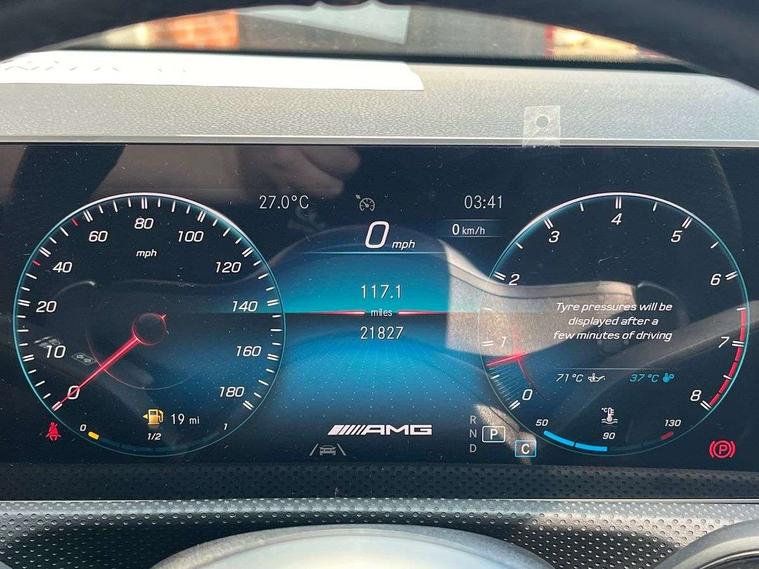 27.0°C
03:41
0 mph
0 km/h
117.1
miles
21827
0
10
20
40
60
80
100
120
140
160
180
mph
0
1
2
3
4
5
6
7
8
Tyre pressures will be
displayed after a
few minutes of driving
71°C
37°C
19 mi
0
1/2
1
AMG
R
N
P
D
C
°C
50
90
130
(P)